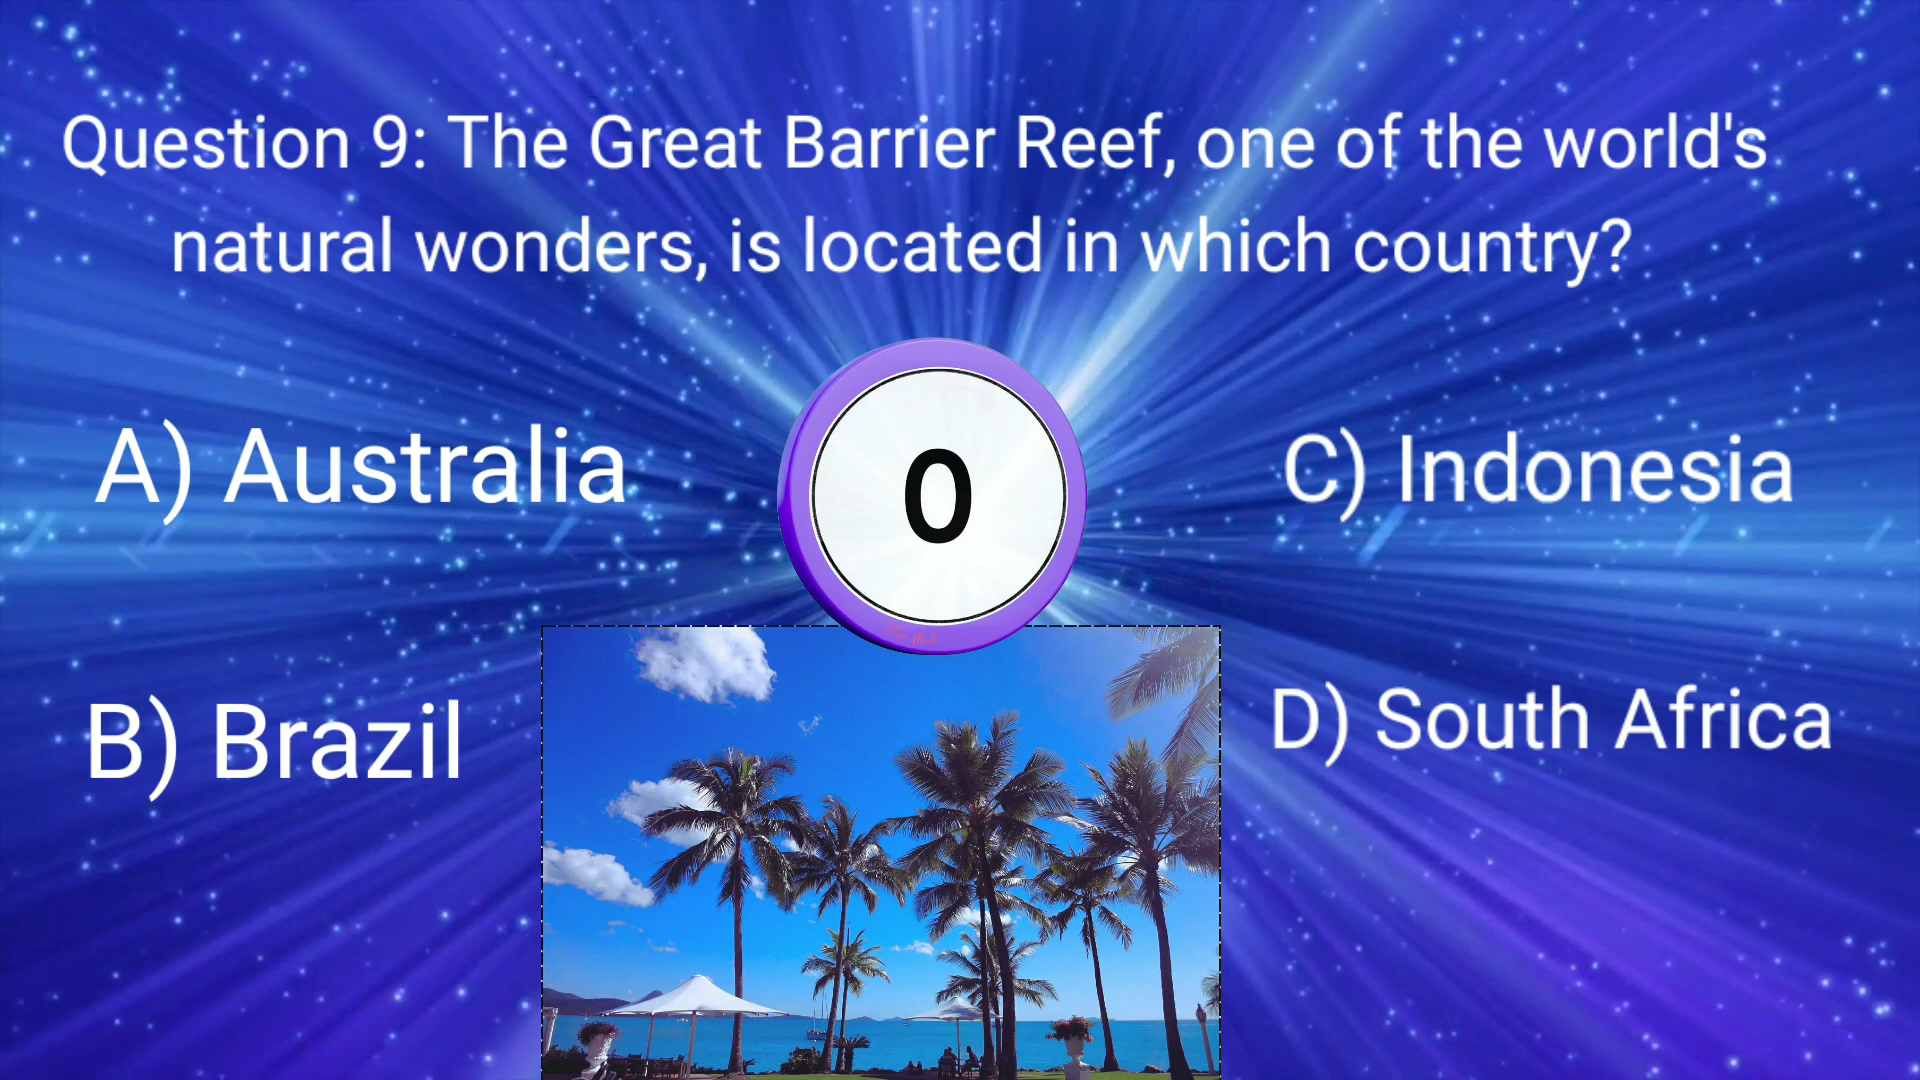 Question 9: The Great Barrier Reef, one of the world's
natural wonders, is located in which country?
A) Australia
B) Brazil
0
C) Indonesia
D) South Africa